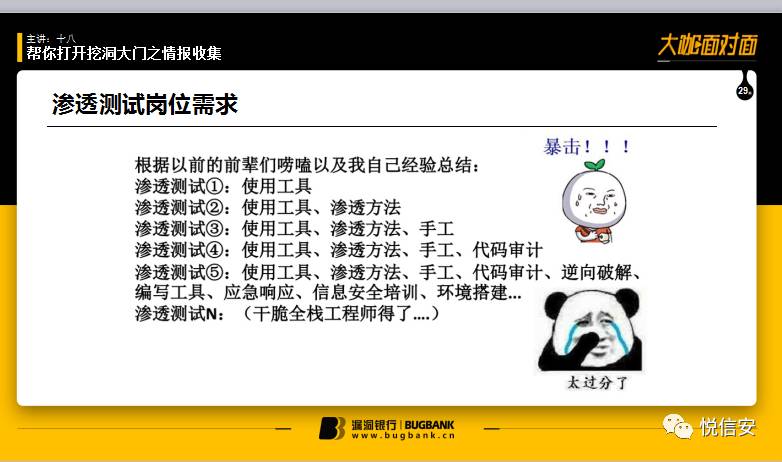 主讲：十八
帮你打开挖洞大门之情报收集
大咖面对面
29期
渗透测试岗位需求
暴击！！！
根据以前的前辈们唠嗑以及我自己经验总结：
渗透测试①：使用工具
渗透测试②：使用工具、渗透方法
渗透测试③：使用工具、渗透方法、手工
渗透测试④：使用工具、渗透方法、手工、代码审计
渗透测试⑤：使用工具、渗透方法、手工、代码审计、逆向破解、
编写工具、应急响应、信息安全培训、环境搭建...
渗透测试N：（干脆全栈工程师得了....）
太过分了
漏洞银行 | BUGBANK
www.bugbank.cn
悦信安